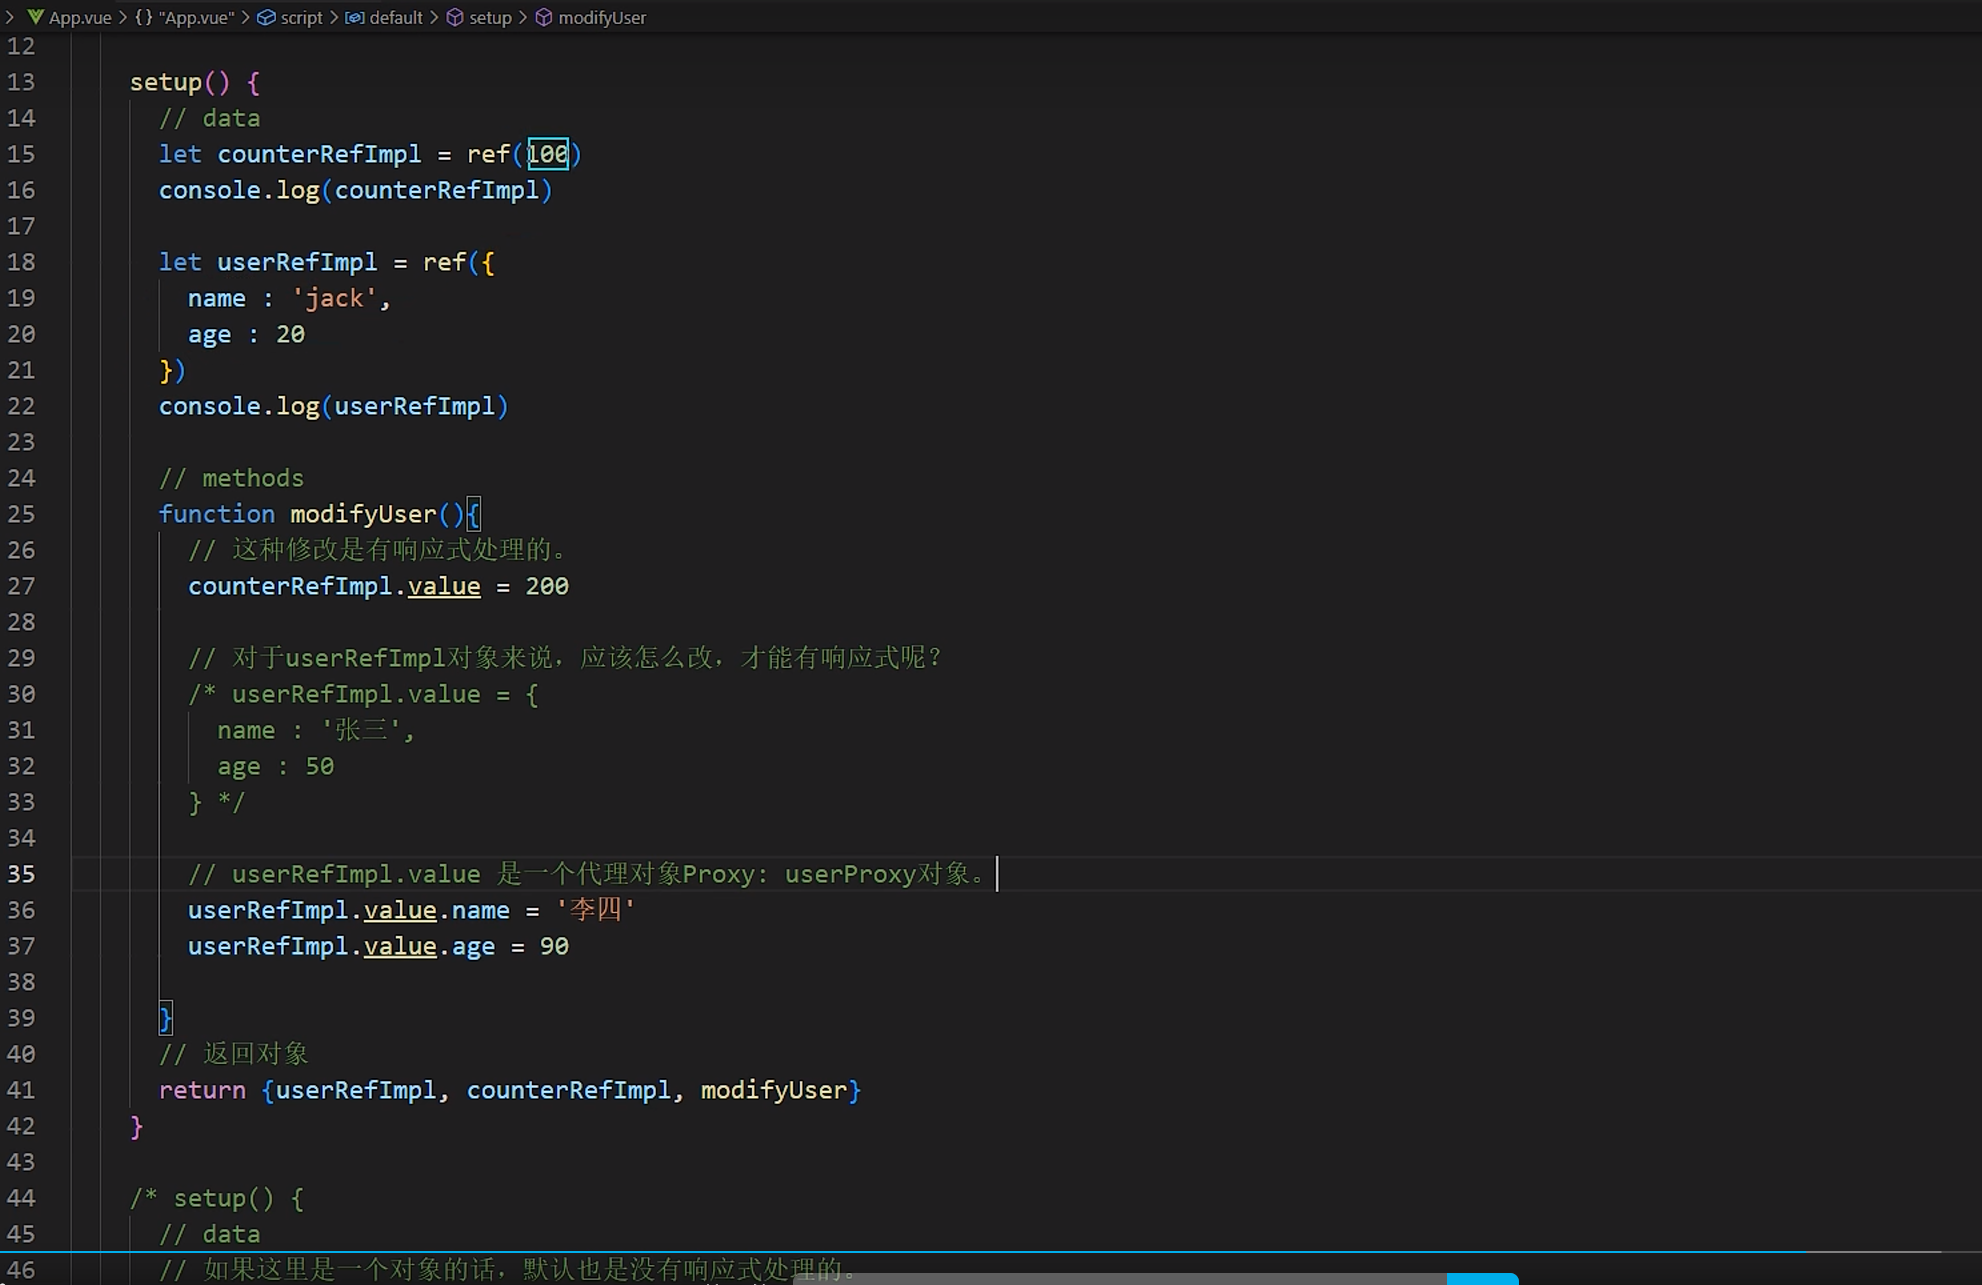 App.vue > {} "App.vue" > script > default > setup > modifyUser
12
13 setup() {
14 // data
15 let counterRefImpl = ref(100)
16 console.log(counterRefImpl)
17
18 let userRefImpl = ref({
19 name : 'jack',
20 age : 20
21 })
22 console.log(userRefImpl)
23
24 // methods
25 function modifyUser(){
26 // 这种修改是有响应式处理的。
27 counterRefImpl.value = 200
28
29 // 对于userRefImpl对象来说，应该怎么改，才能有响应式呢？
30 /* userRefImpl.value = {
31 name : '张三',
32 age : 50
33 } */
34
35 // userRefImpl.value 是一个代理对象Proxy: userProxy对象。
36 userRefImpl.value.name = '李四'
37 userRefImpl.value.age = 90
38
39 }
40 // 返回对象
41 return {userRefImpl, counterRefImpl, modifyUser}
42 }
43
44 /* setup() {
45 // data
46 // 如果这里是一个对象的话，默认也是没有响应式处理的。